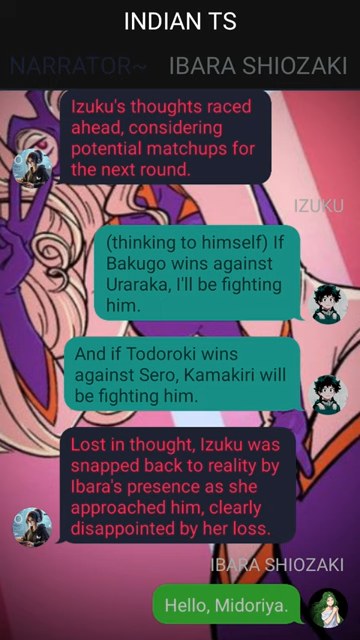 INDIAN TS
NARRATOR~ IBARA SHIOZAKI
Izuku's thoughts raced
ahead, considering
potential matchups for
the next round.
IZUKU
(thinking to himself) If
Bakugo wins against
Uraraka, I'll be fighting
him.
And if Todoroki wins
against Sero, Kamakiri will
be fighting him.
Lost in thought, Izuku was
snapped back to reality by
Ibara's presence as she
approached him, clearly
disappointed by her loss.
IBARA SHIOZAKI
Hello, Midoriya.